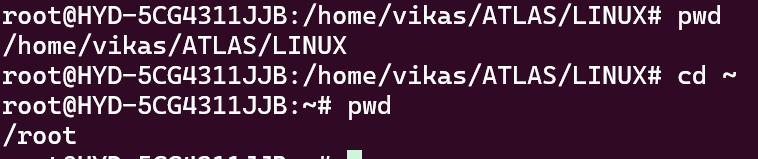 root@HYD-5CG4311JJB:/home/vikas/ATLAS/LINUX# pwd
/home/vikas/ATLAS/LINUX
root@HYD-5CG4311JJB:/home/vikas/ATLAS/LINUX# cd ~
root@HYD-5CG4311JJB:~# pwd
/root